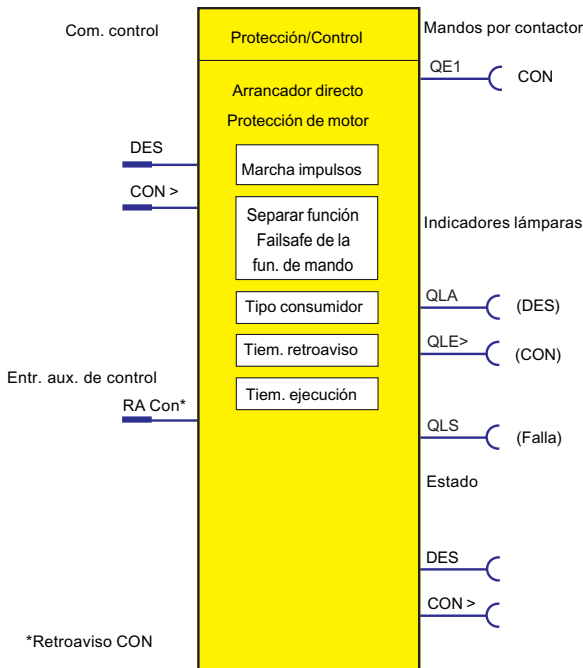 Com. control
Protección/Control
Mandos por contactor
QE1
CON
Arrancador directo
Protección de motor
DES
CON >
Marcha impulsos
Separar función
Failsafe de la
fun. de mando
Indicadores lámparas
Tipo consumidor
QLA
(DES)
Tiem. retroaviso
QLE>
(CON)
Entr. aux. de control
RA Con*
Tiem. ejecución
QLS
(Falla)
Estado
DES
CON >
*Retroaviso CON